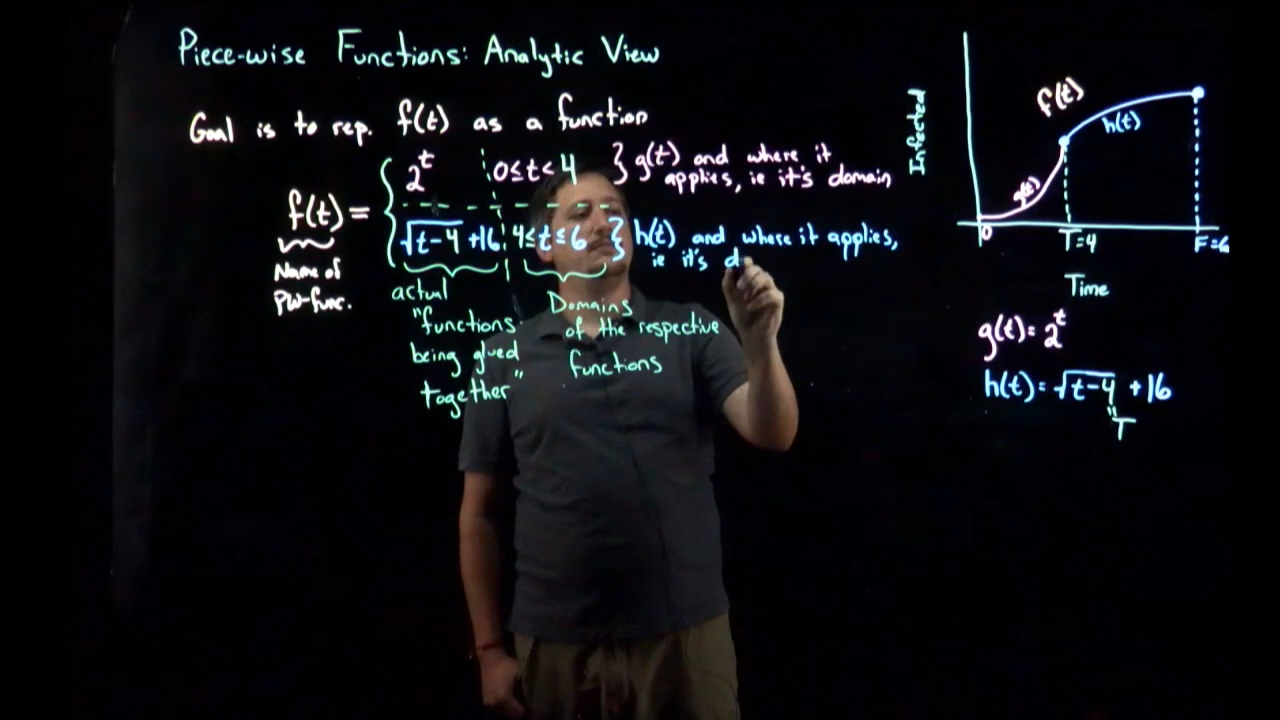 Piece-wise Functions: Analytic View
Goal is to rep. f(t) as a function
f(t) = { 2^t 0≤t<4 } g(t) and where it
applies, ie it's domain
√(t-4) +16 4≤t≤6 } h(t) and where it applies,
ie it's d
Name of
PW-func.
actual
"functions
being glued
together"
Domains
of the respective
functions
Infected
f(t)
g(t)
h(t)
0
T=4
F=6
Time
g(t)= 2^t
h(t)= √(t-4) +16
"
T